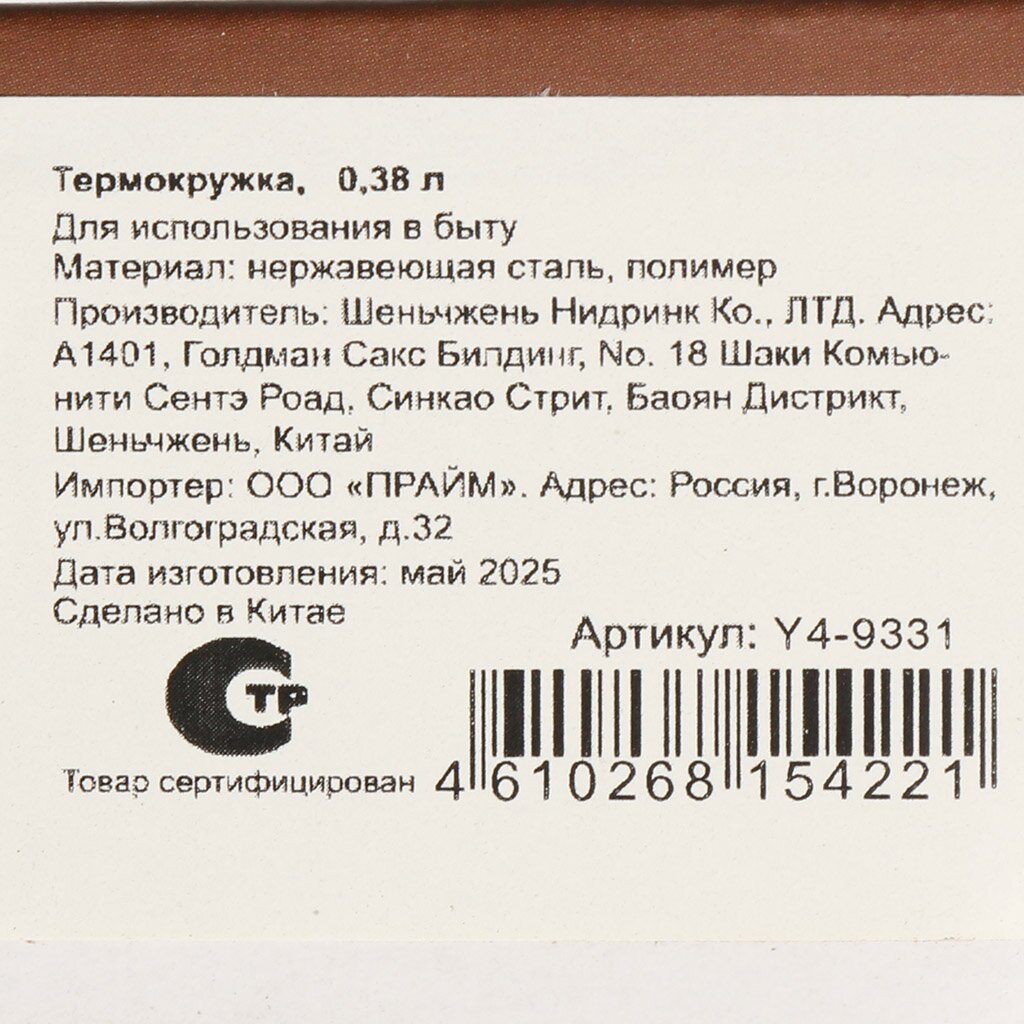 Термокружка, 0,38 л
Для использования в быту
Материал: нержавеющая сталь, полимер
Производитель: Шеньчжень Нидринк Ко., ЛТД. Адрес:
А1401, Голдман Сакс Билдинг, No. 18 Шаки Комью-
нити Сентэ Роад, Синкао Стрит, Баоян Дистрикт,
Шеньчжень, Китай
Импортер: ООО «ПРАЙМ». Адрес: Россия, г.Воронеж,
ул.Волгоградская, д.32
Дата изготовления: май 2025
Сделано в Китае
Артикул: Y4-9331
СТР
Товар сертифицирован
4 610268 154221